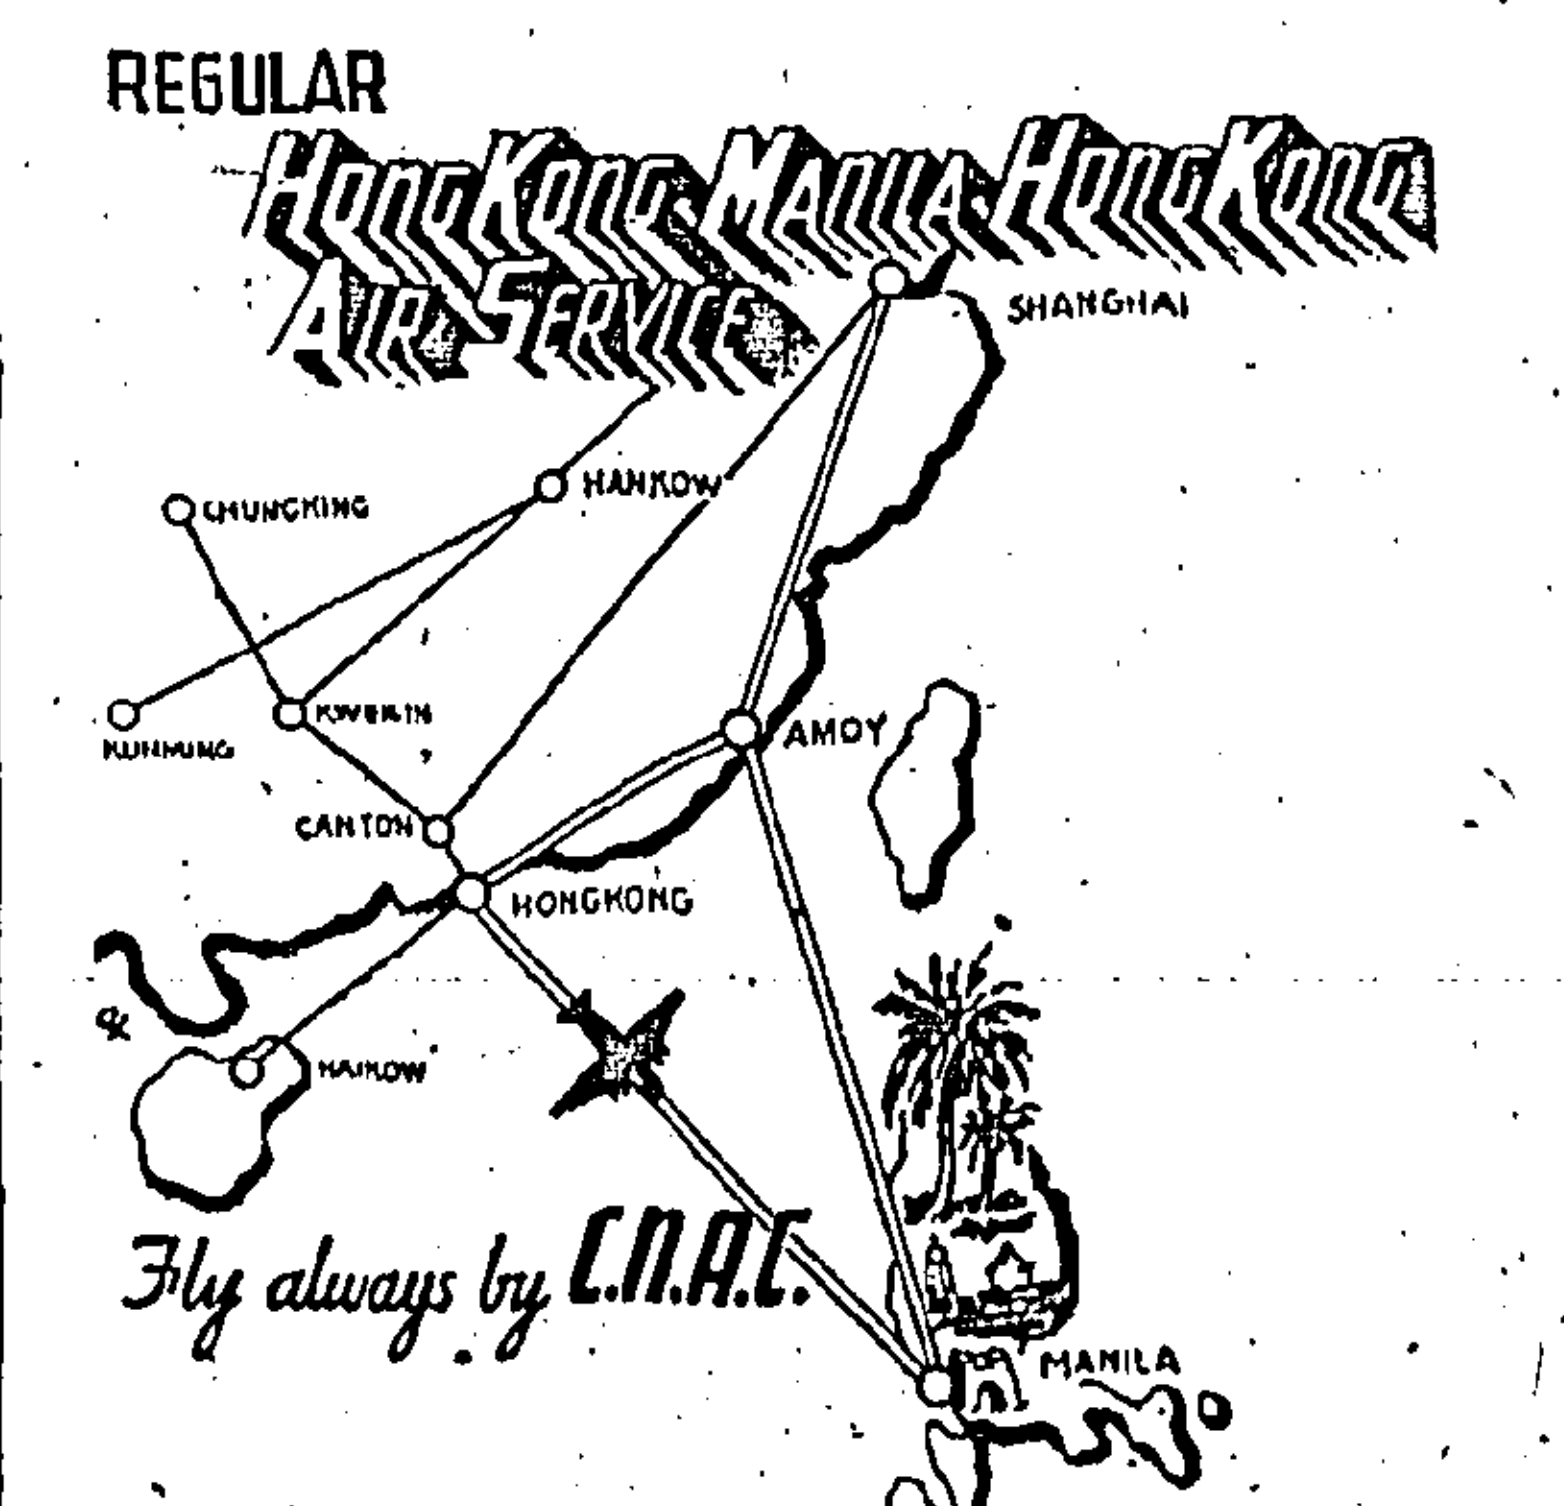 REGULAR
HONGKONG-MANILA-HONGKONG
AIR SERVICE
SHANGHAI
HANKOW
CHUNGKING
KWEILIN
KUNMING
AMOY
CANTON
HONGKONG
&
HAIKOW
Fly always by C.N.A.C.
MANILA